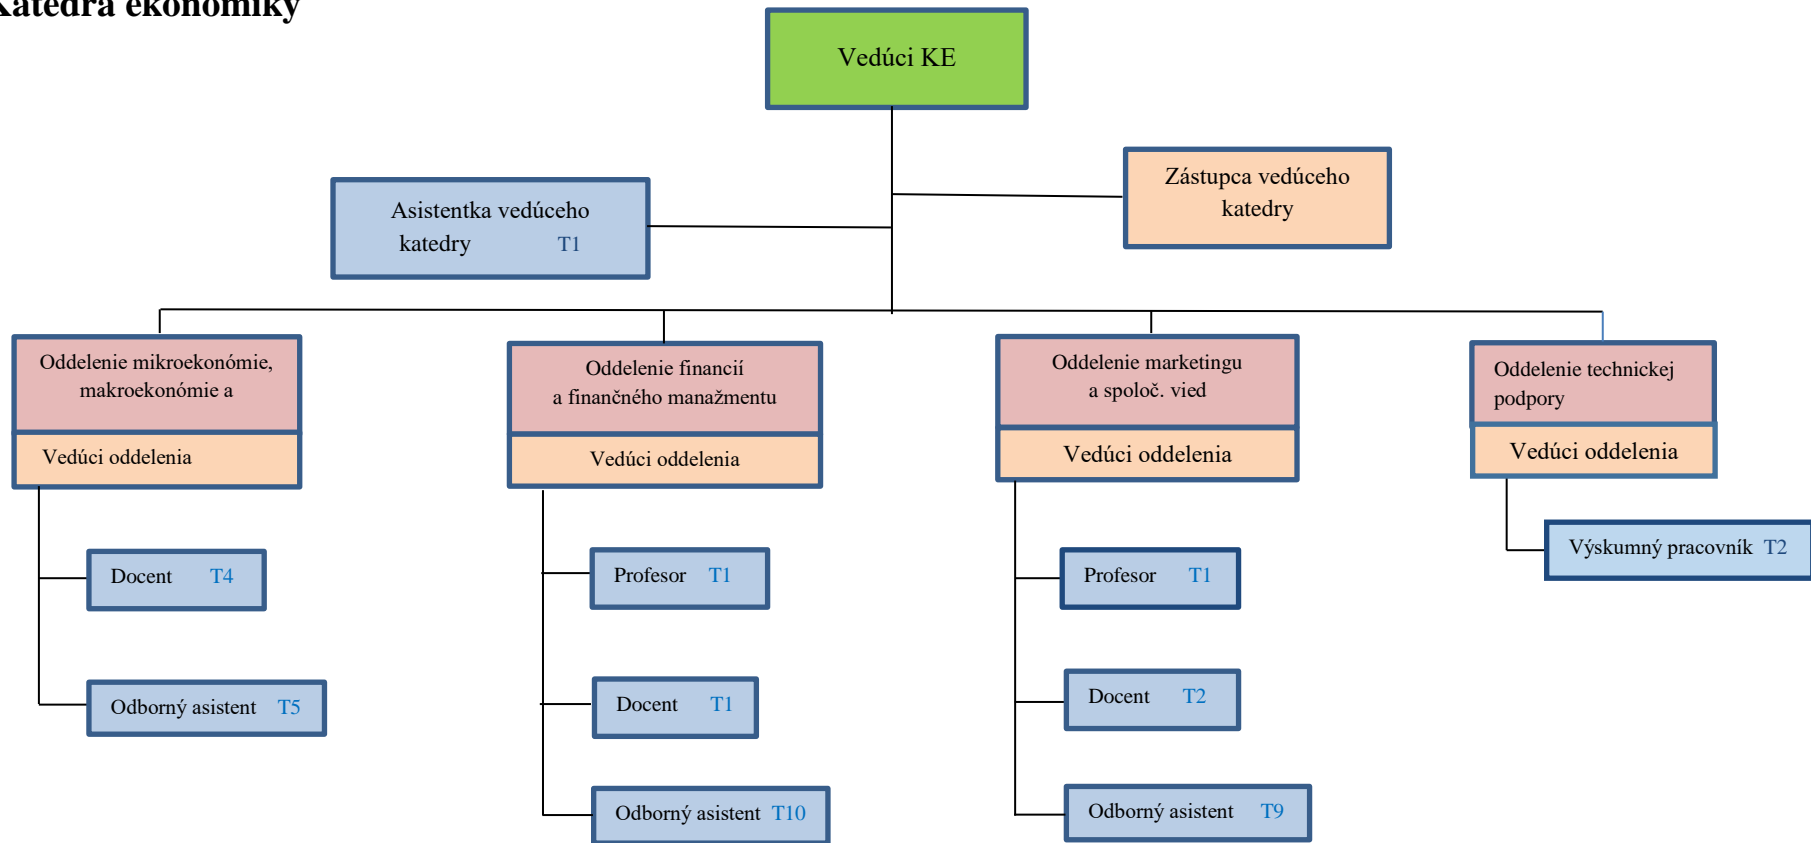 Katedra ekonomiky
Vedúci KE
Zástupca vedúceho
katedry
Asistentka vedúceho
katedry T1
Oddelenie mikroekonómie,
makroekonómie a
Vedúci oddelenia
Docent T4
Odborný asistent T5
Oddelenie financií
a finančného manažmentu
Vedúci oddelenia
Profesor T1
Docent T1
Odborný asistent T10
Oddelenie marketingu
a spoloč. vied
Vedúci oddelenia
Profesor T1
Docent T2
Odborný asistent T9
Oddelenie technickej
podpory
Vedúci oddelenia
Výskumný pracovník T2